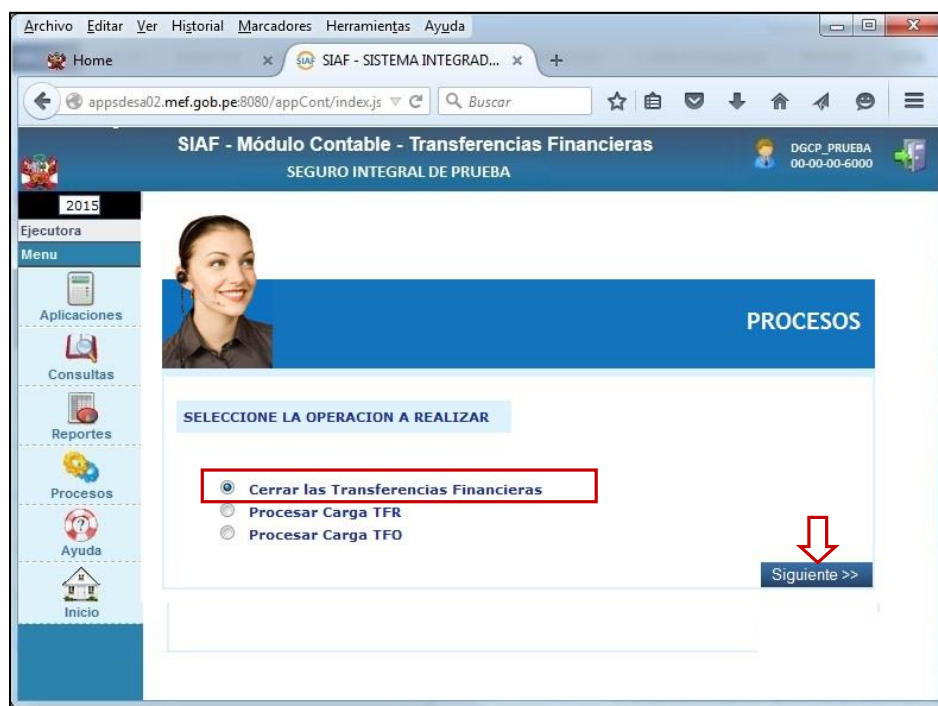 Archivo Editar Ver Historial Marcadores Herramientas Ayuda
Home
SIAF - SISTEMA INTEGRAD...
appsdesa02.mef.gob.pe:8080/appCont/index.js
Buscar
SIAF - Módulo Contable - Transferencias Financieras
SEGURO INTEGRAL DE PRUEBA
DGCP_PRUEBA
00-00-00-6000
2015
Ejecutora
Menu
Aplicaciones
Consultas
Reportes
Procesos
Ayuda
Inicio
PROCESOS
SELECCIONE LA OPERACION A REALIZAR
Cerrar las Transferencias Financieras
Procesar Carga TFR
Procesar Carga TFO
Siguiente >>